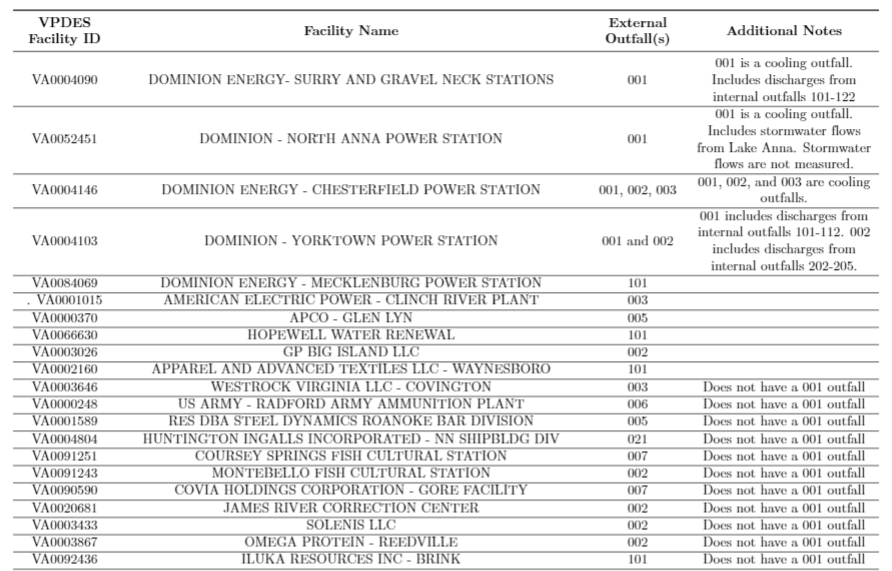 VPDES Facility ID | Facility Name | External Outfall(s) | Additional Notes
VA0004090 | DOMINION ENERGY- SURRY AND GRAVEL NECK STATIONS | 001 | 001 is a cooling outfall. Includes discharges from internal outfalls 101-122
VA0052451 | DOMINION - NORTH ANNA POWER STATION | 001 | 001 is a cooling outfall. Includes stormwater flows from Lake Anna. Stormwater flows are not measured.
VA0004146 | DOMINION ENERGY - CHESTERFIELD POWER STATION | 001, 002, 003 | 001, 002, and 003 are cooling outfalls.
VA0004103 | DOMINION - YORKTOWN POWER STATION | 001 and 002 | 001 includes discharges from internal outfalls 101-112. 002 includes discharges from internal outfalls 202-205.
VA0084069 | DOMINION ENERGY - MECKLENBURG POWER STATION | 101
. VA0001015 | AMERICAN ELECTRIC POWER - CLINCH RIVER PLANT | 003
VA0000370 | APCO - GLEN LYN | 005
VA0066630 | HOPEWELL WATER RENEWAL | 101
VA0003026 | GP BIG ISLAND LLC | 002
VA0002160 | APPAREL AND ADVANCED TEXTILES LLC - WAYNESBORO | 101
VA0003646 | WESTROCK VIRGINIA LLC - COVINGTON | 003 | Does not have a 001 outfall
VA0000248 | US ARMY - RADFORD ARMY AMMUNITION PLANT | 006 | Does not have a 001 outfall
VA0001589 | RES DBA STEEL DYNAMICS ROANOKE BAR DIVISION | 005 | Does not have a 001 outfall
VA0004804 | HUNTINGTON INGALLS INCORPORATED - NN SHIPBLDG DIV | 021 | Does not have a 001 outfall
VA0091251 | COURSEY SPRINGS FISH CULTURAL STATION | 007 | Does not have a 001 outfall
VA0091243 | MONTEBELLO FISH CULTURAL STATION | 002 | Does not have a 001 outfall
VA0090590 | COVIA HOLDINGS CORPORATION - GORE FACILITY | 007 | Does not have a 001 outfall
VA0020681 | JAMES RIVER CORRECTION CENTER | 002 | Does not have a 001 outfall
VA0003433 | SOLENIS LLC | 002 | Does not have a 001 outfall
VA0003867 | OMEGA PROTEIN - REEDVILLE | 002 | Does not have a 001 outfall
VA0092436 | ILUKA RESOURCES INC - BRINK | 101 | Does not have a 001 outfall